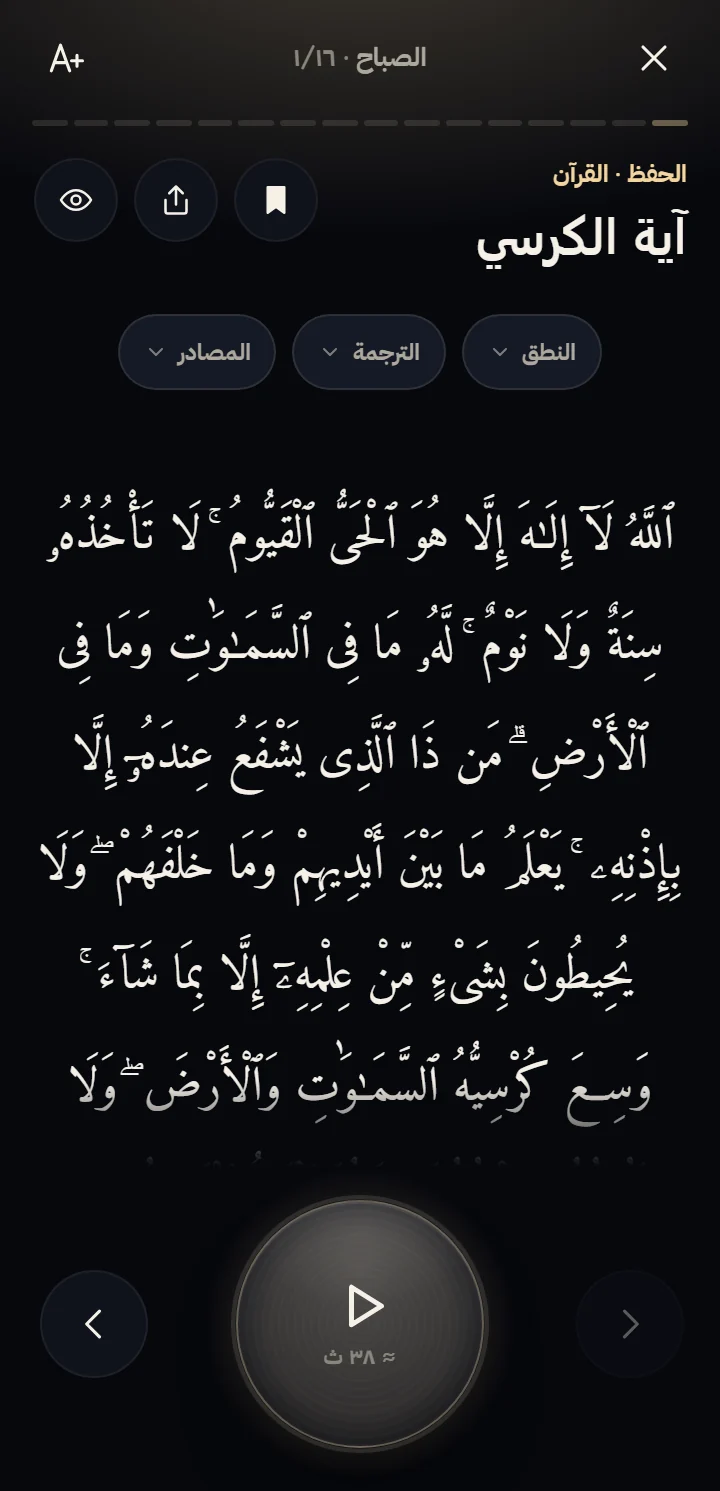 الصباح · ١/١٦
A+
الحفظ · القرآن
آية الكرسي
النطق
الترجمة
المصادر
ٱللَّهُ لَآ إِلَـٰهَ إِلَّا هُوَ ٱلْحَىُّ ٱلْقَيُّومُ ۚ لَا تَأْخُذُهُۥ
سِنَةٌ وَلَا نَوْمٌ ۚ لَّهُۥ مَا فِى ٱلسَّمَـٰوَٰتِ وَمَا فِى
ٱلْأَرْضِ ۗ مَن ذَا ٱلَّذِى يَشْفَعُ عِندَهُۥٓ إِلَّا
بِإِذْنِهِۦ ۚ يَعْلَمُ مَا بَيْنَ أَيْدِيهِمْ وَمَا خَلْفَهُمْ ۖ وَلَا
يُحِيطُونَ بِشَىْءٍ مِّنْ عِلْمِهِۦٓ إِلَّا بِمَا شَآءَ ۚ
وَسِعَ كُرْسِيُّهُ ٱلسَّمَـٰوَٰتِ وَٱلْأَرْضَ ۖ وَلَا
≈ ٣٨ ث